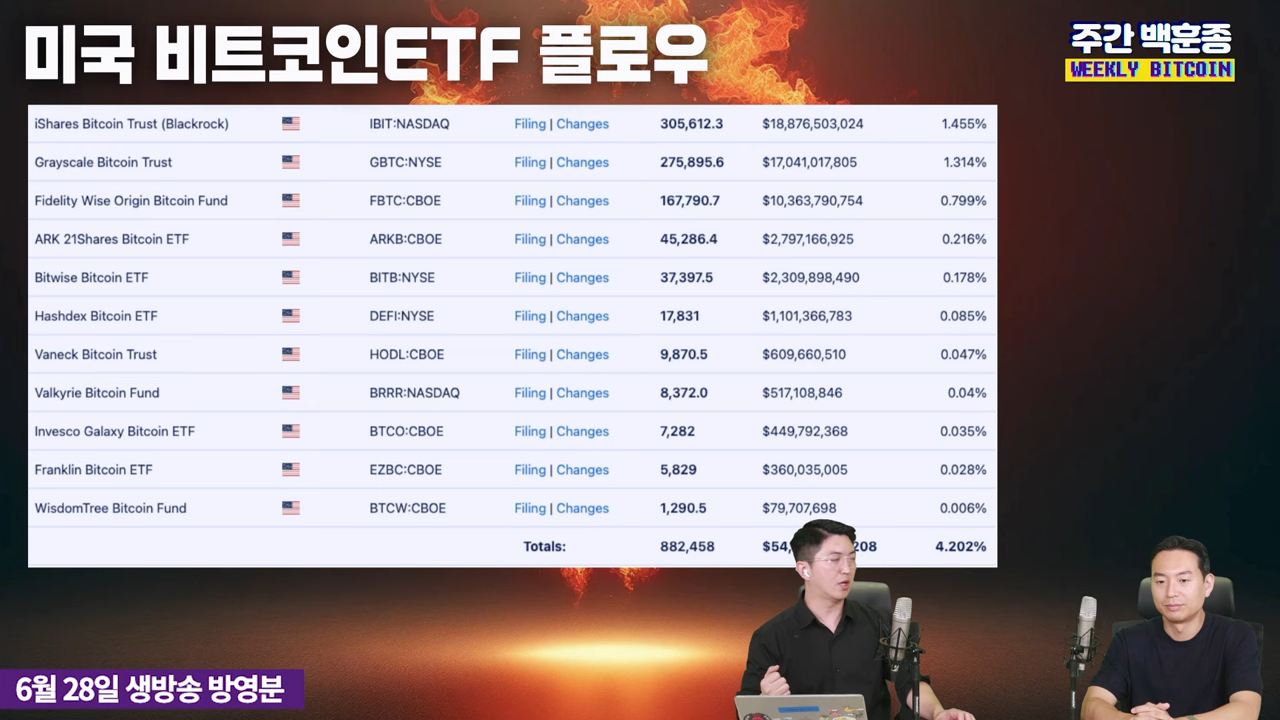 미국 비트코인ETF 플로우
주간 백훈종
WEEKLY BITCOIN
iShares Bitcoin Trust (Blackrock) IBIT:NASDAQ Filing | Changes 305,612.3 $18,876,503,024 1.455%
Grayscale Bitcoin Trust GBTC:NYSE Filing | Changes 275,895.6 $17,041,017,805 1.314%
Fidelity Wise Origin Bitcoin Fund FBTC:CBOE Filing | Changes 167,790.7 $10,363,790,754 0.799%
ARK 21Shares Bitcoin ETF ARKB:CBOE Filing | Changes 45,286.4 $2,797,166,925 0.216%
Bitwise Bitcoin ETF BITB:NYSE Filing | Changes 37,397.5 $2,309,898,490 0.178%
Hashdex Bitcoin ETF DEFI:NYSE Filing | Changes 17,831 $1,101,366,783 0.085%
Vaneck Bitcoin Trust HODL:CBOE Filing | Changes 9,870.5 $609,660,510 0.047%
Valkyrie Bitcoin Fund BRRR:NASDAQ Filing | Changes 8,372.0 $517,108,846 0.04%
Invesco Galaxy Bitcoin ETF BTCO:CBOE Filing | Changes 7,282 $449,792,368 0.035%
Franklin Bitcoin ETF EZBC:CBOE Filing | Changes 5,829 $360,035,005 0.028%
WisdomTree Bitcoin Fund BTCW:CBOE Filing | Changes 1,290.5 $79,707,698 0.006%
Totals: 882,458 4.202%
6월 28일 생방송 방영분